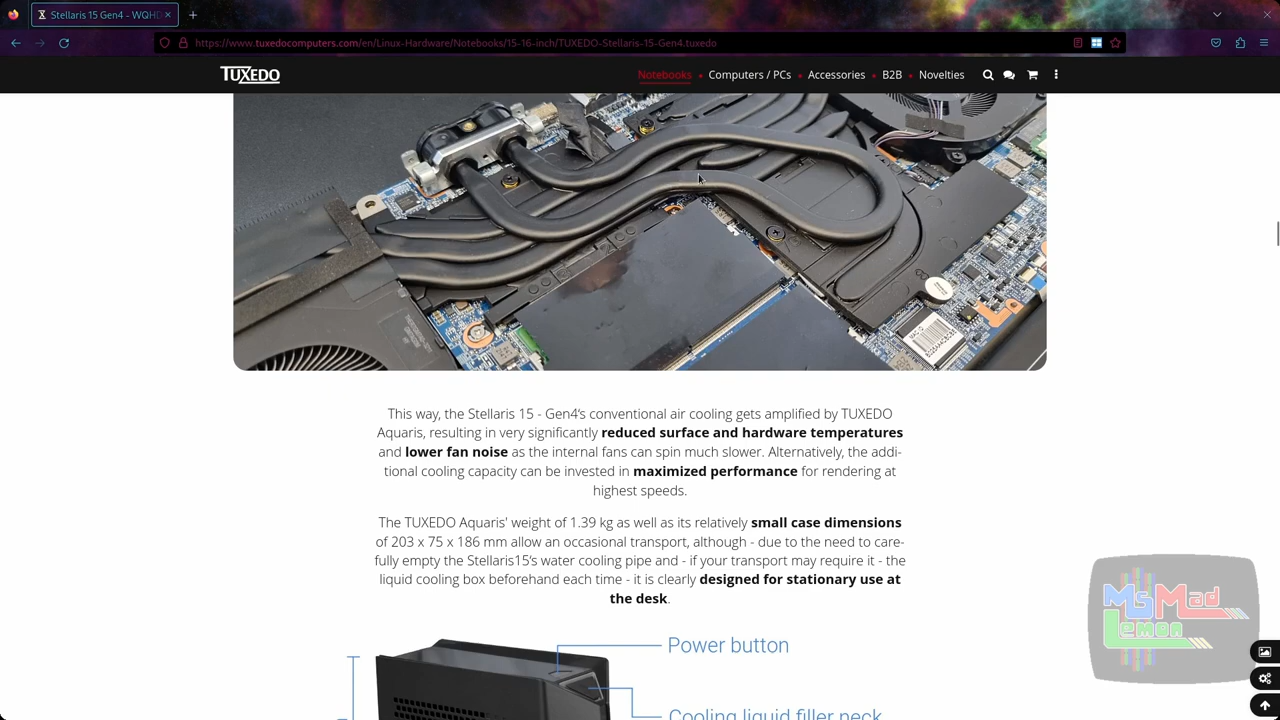 Stellaris 15 Gen4 - WQHD
https://www.tuxedocomputers.com/en/Linux-Hardware/Notebooks/15-16-inch/TUXEDO-Stellaris-15-Gen4.tuxedo
TUXEDO
Notebooks • Computers / PCs • Accessories • B2B • Novelties
This way, the Stellaris 15 - Gen4's conventional air cooling gets amplified by TUXEDO
Aquaris, resulting in very significantly reduced surface and hardware temperatures
and lower fan noise as the internal fans can spin much slower. Alternatively, the addi-
tional cooling capacity can be invested in maximized performance for rendering at
highest speeds.
The TUXEDO Aquaris' weight of 1.39 kg as well as its relatively small case dimensions
of 203 x 75 x 186 mm allow an occasional transport, although - due to the need to care-
fully empty the Stellaris15's water cooling pipe and - if your transport may require it - the
liquid cooling box beforehand each time - it is clearly designed for stationary use at
the desk.
MsMad
Lemon
Power button
Cooling liquid filler neck